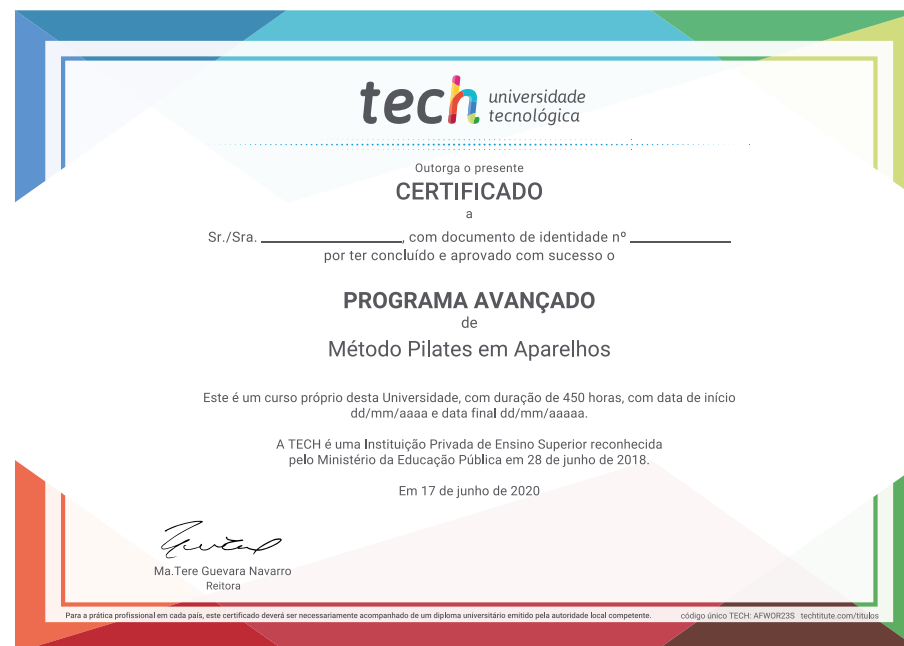 tech universidade
tecnológica
Outorga o presente
CERTIFICADO
a
Sr./Sra. ____________, com documento de identidade nº ____________
por ter concluído e aprovado com sucesso o
PROGRAMA AVANÇADO
de
Método Pilates em Aparelhos
Este é um curso próprio desta Universidade, com duração de 450 horas, com data de início
dd/mm/aaaa e data final dd/mm/aaaaa.
A TECH é uma Instituição Privada de Ensino Superior reconhecida
pelo Ministério da Educação Pública em 28 de junho de 2018.
Em 17 de junho de 2020
Ma.Tere Guevara Navarro
Reitora
Para a prática profissional em cada país, este certificado deverá ser necessariamente acompanhado de um diploma universitário emitido pela autoridade local competente. código único TECH: AFWOR23S techtitute.com/titulos